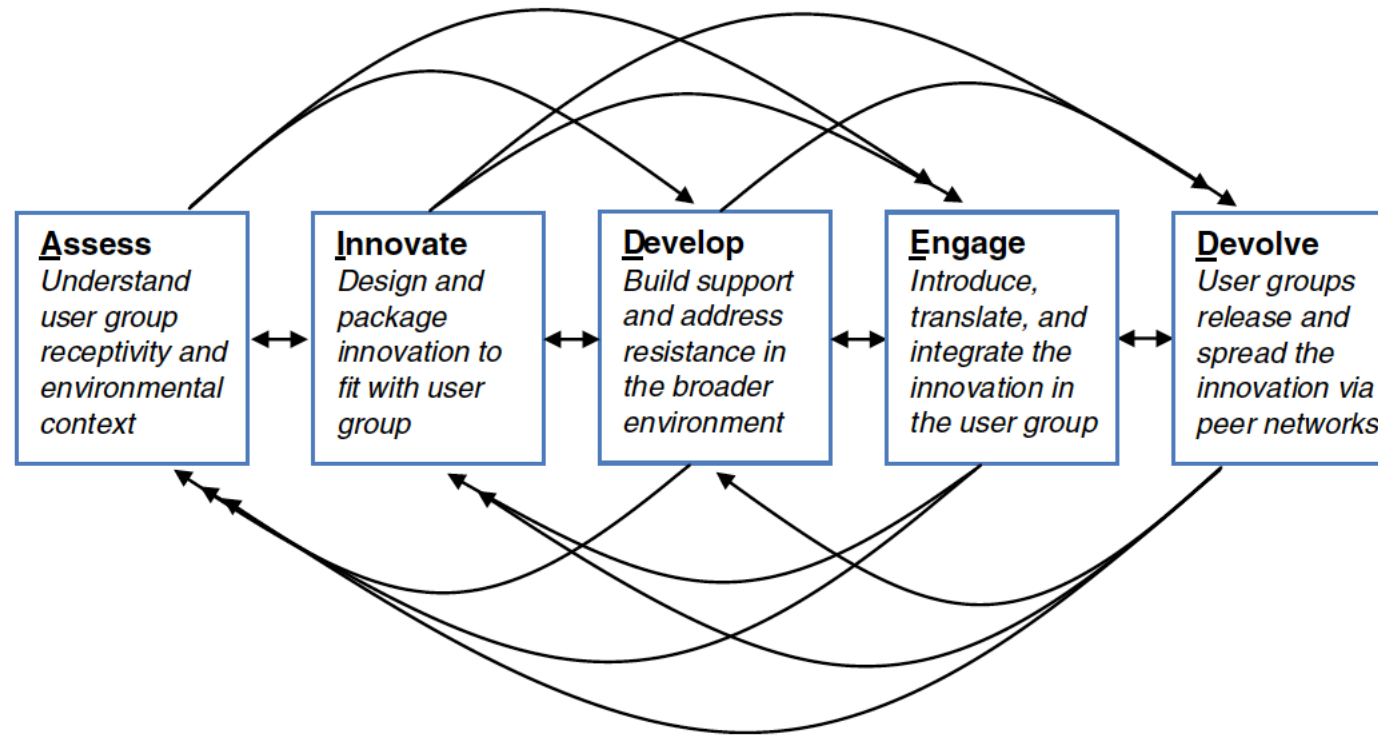 Assess
Understand
user group
receptivity and
environmental
context
Innovate
Design and
package
innovation to
fit with user
group
Develop
Build support
and address
resistance in
the broader
environment
Engage
Introduce,
translate, and
integrate the
innovation in
the user group
Devolve
User groups
release and
spread the
innovation via
peer networks